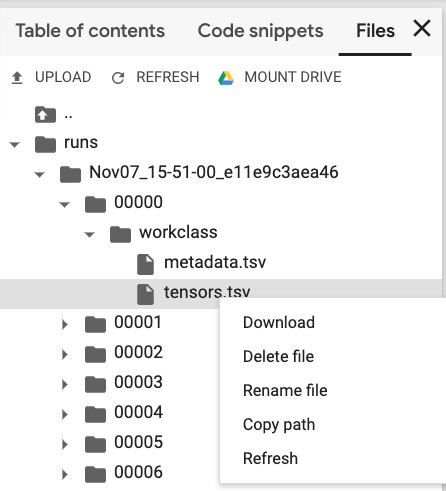 Table of contents Code snippets Files
UPLOAD REFRESH MOUNT DRIVE
..
runs
Nov07_15-51-00_e11e9c3aea46
00000
workclass
metadata.tsv
tensors.tsv
00001
00002
00003
00004
00005
00006
Download
Delete file
Rename file
Copy path
Refresh